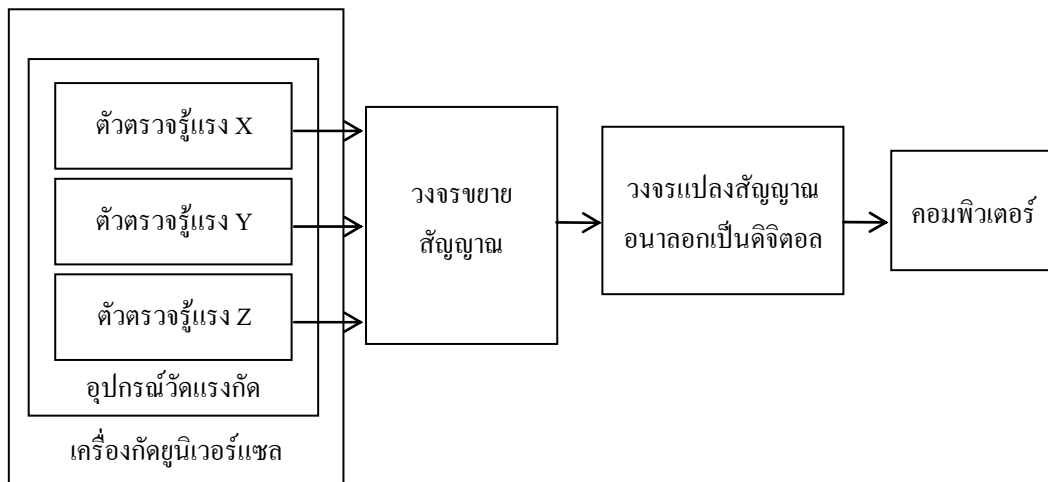 ตัวตรวจรู้แรง X
ตัวตรวจรู้แรง Y
ตัวตรวจรู้แรง Z
อุปกรณ์วัดแรงกัด
เครื่องกัดยูนิเวอร์แซล
วงจรขยาย
สัญญาณ
วงจรแปลงสัญญาณ
อนาลอกเป็นดิจิตอล
คอมพิวเตอร์